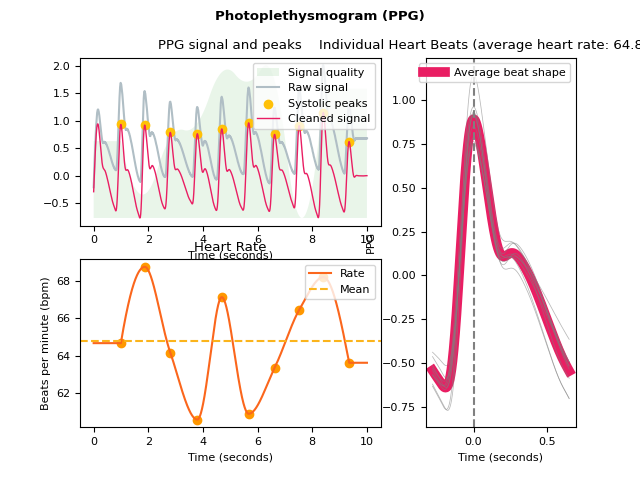 Photoplethysmogram (PPG)
PPG signal and peaks
Individual Heart Beats (average heart rate: 64.8
Signal quality
Raw signal
Systolic peaks
Cleaned signal
2.0
1.5
1.0
0.5
0.0
−0.5
0
2
4
6
8
10
Time (seconds)
Heart Rate
Rate
Mean
68
66
64
62
Beats per minute (bpm)
0
2
4
6
8
10
Time (seconds)
Average beat shape
PPG
1.00
0.75
0.50
0.25
0.00
−0.25
−0.50
−0.75
0.0
0.5
Time (seconds)